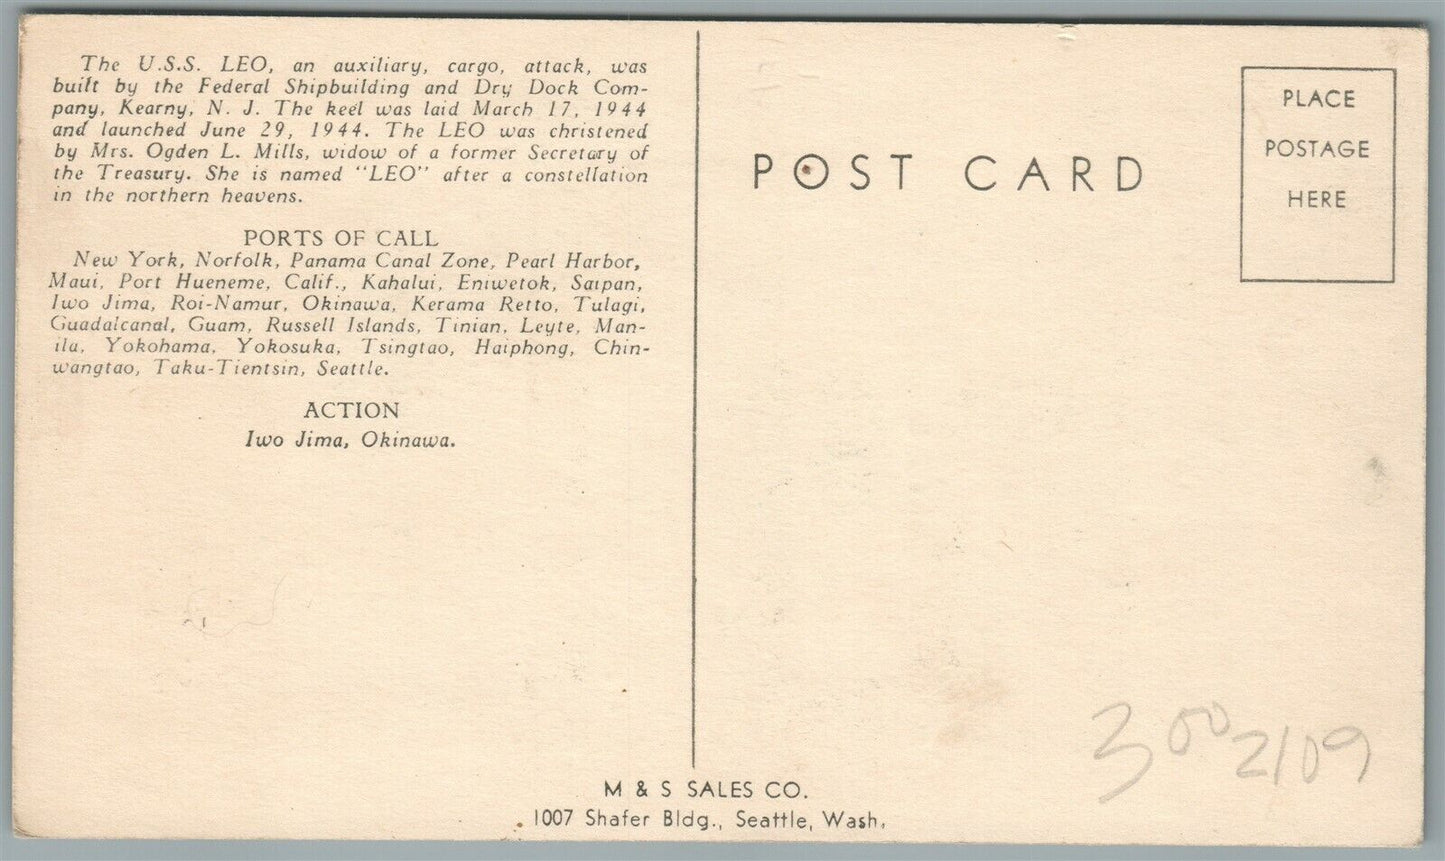 The U.S.S. LEO, an auxiliary, cargo, attack, was
built by the Federal Shipbuilding and Dry Dock Com-
pany, Kearny, N. J. The keel was laid March 17, 1944
and launched June 29, 1944. The LEO was christened
by Mrs. Ogden L. Mills, widow of a former Secretary of
the Treasury. She is named "LEO" after a constellation
in the northern heavens.
PORTS OF CALL
New York, Norfolk, Panama Canal Zone, Pearl Harbor,
Maui, Port Hueneme, Calif., Kahalui, Eniwetok, Saipan,
Iwo Jima, Roi-Namur, Okinawa, Kerama Retto, Tulagi,
Guadalcanal, Guam, Russell Islands, Tinian, Leyte, Man-
ila, Yokohama, Yokosuka, Tsingtao, Haiphong, Chin-
wangtao, Taku-Tientsin, Seattle.
ACTION
Iwo Jima, Okinawa.
POST CARD
PLACE
POSTAGE
HERE
3 00 2109
M & S SALES CO.
1007 Shafer Bldg., Seattle, Wash.